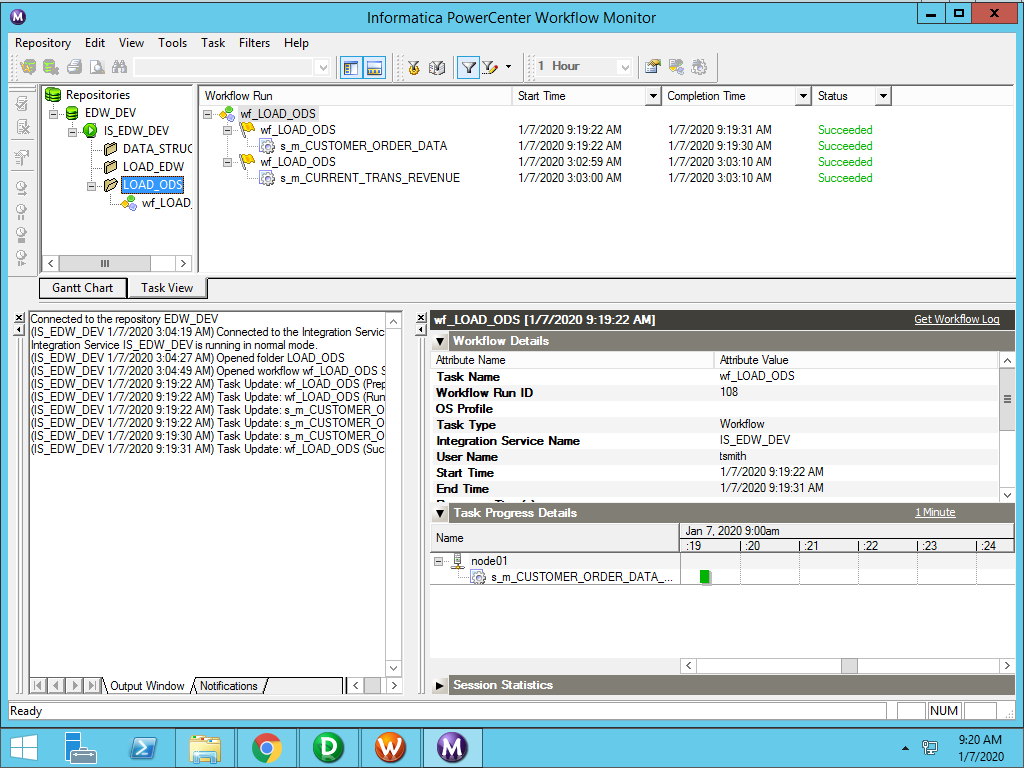 Informatica PowerCenter Workflow Monitor
Repository Edit View Tools Task Filters Help
1 Hour
Repositories
EDW_DEV
IS_EDW_DEV
DATA_STRUC
LOAD_EDW
LOAD_ODS
wf_LOAD_
Workflow Run Start Time Completion Time Status
wf_LOAD_ODS
wf_LOAD_ODS 1/7/2020 9:19:22 AM 1/7/2020 9:19:31 AM Succeeded
s_m_CUSTOMER_ORDER_DATA 1/7/2020 9:19:22 AM 1/7/2020 9:19:30 AM Succeeded
wf_LOAD_ODS 1/7/2020 3:02:59 AM 1/7/2020 3:03:10 AM Succeeded
s_m_CURRENT_TRANS_REVENUE 1/7/2020 3:03:00 AM 1/7/2020 3:03:10 AM Succeeded
Gantt Chart Task View
Connected to the repository EDW_DEV
(IS_EDW_DEV 1/7/2020 3:04:19 AM) Connected to the Integration Servic
Integration Service IS_EDW_DEV is running in normal mode.
(IS_EDW_DEV 1/7/2020 3:04:27 AM) Opened folder LOAD_ODS
(IS_EDW_DEV 1/7/2020 3:04:49 AM) Opened workflow wf_LOAD_ODS S
(IS_EDW_DEV 1/7/2020 9:19:22 AM) Task Update: wf_LOAD_ODS (Prep
(IS_EDW_DEV 1/7/2020 9:19:22 AM) Task Update: wf_LOAD_ODS (Run
(IS_EDW_DEV 1/7/2020 9:19:22 AM) Task Update: s_m_CUSTOMER_O
(IS_EDW_DEV 1/7/2020 9:19:22 AM) Task Update: s_m_CUSTOMER_O
(IS_EDW_DEV 1/7/2020 9:19:30 AM) Task Update: s_m_CUSTOMER_O
(IS_EDW_DEV 1/7/2020 9:19:31 AM) Task Update: wf_LOAD_ODS (Suc
Output Window Notifications
wf_LOAD_ODS [1/7/2020 9:19:22 AM] Get Workflow Log
Workflow Details
Attribute Name Attribute Value
Task Name wf_LOAD_ODS
Workflow Run ID 108
OS Profile
Task Type Workflow
Integration Service Name IS_EDW_DEV
User Name tsmith
Start Time 1/7/2020 9:19:22 AM
End Time 1/7/2020 9:19:31 AM
Task Progress Details 1 Minute
Name
Jan 7, 2020 9:00am
:19 :20 :21 :22 :23 :24
node01
s_m_CUSTOMER_ORDER_DATA_...
Session Statistics
Ready NUM
9:20 AM
1/7/2020